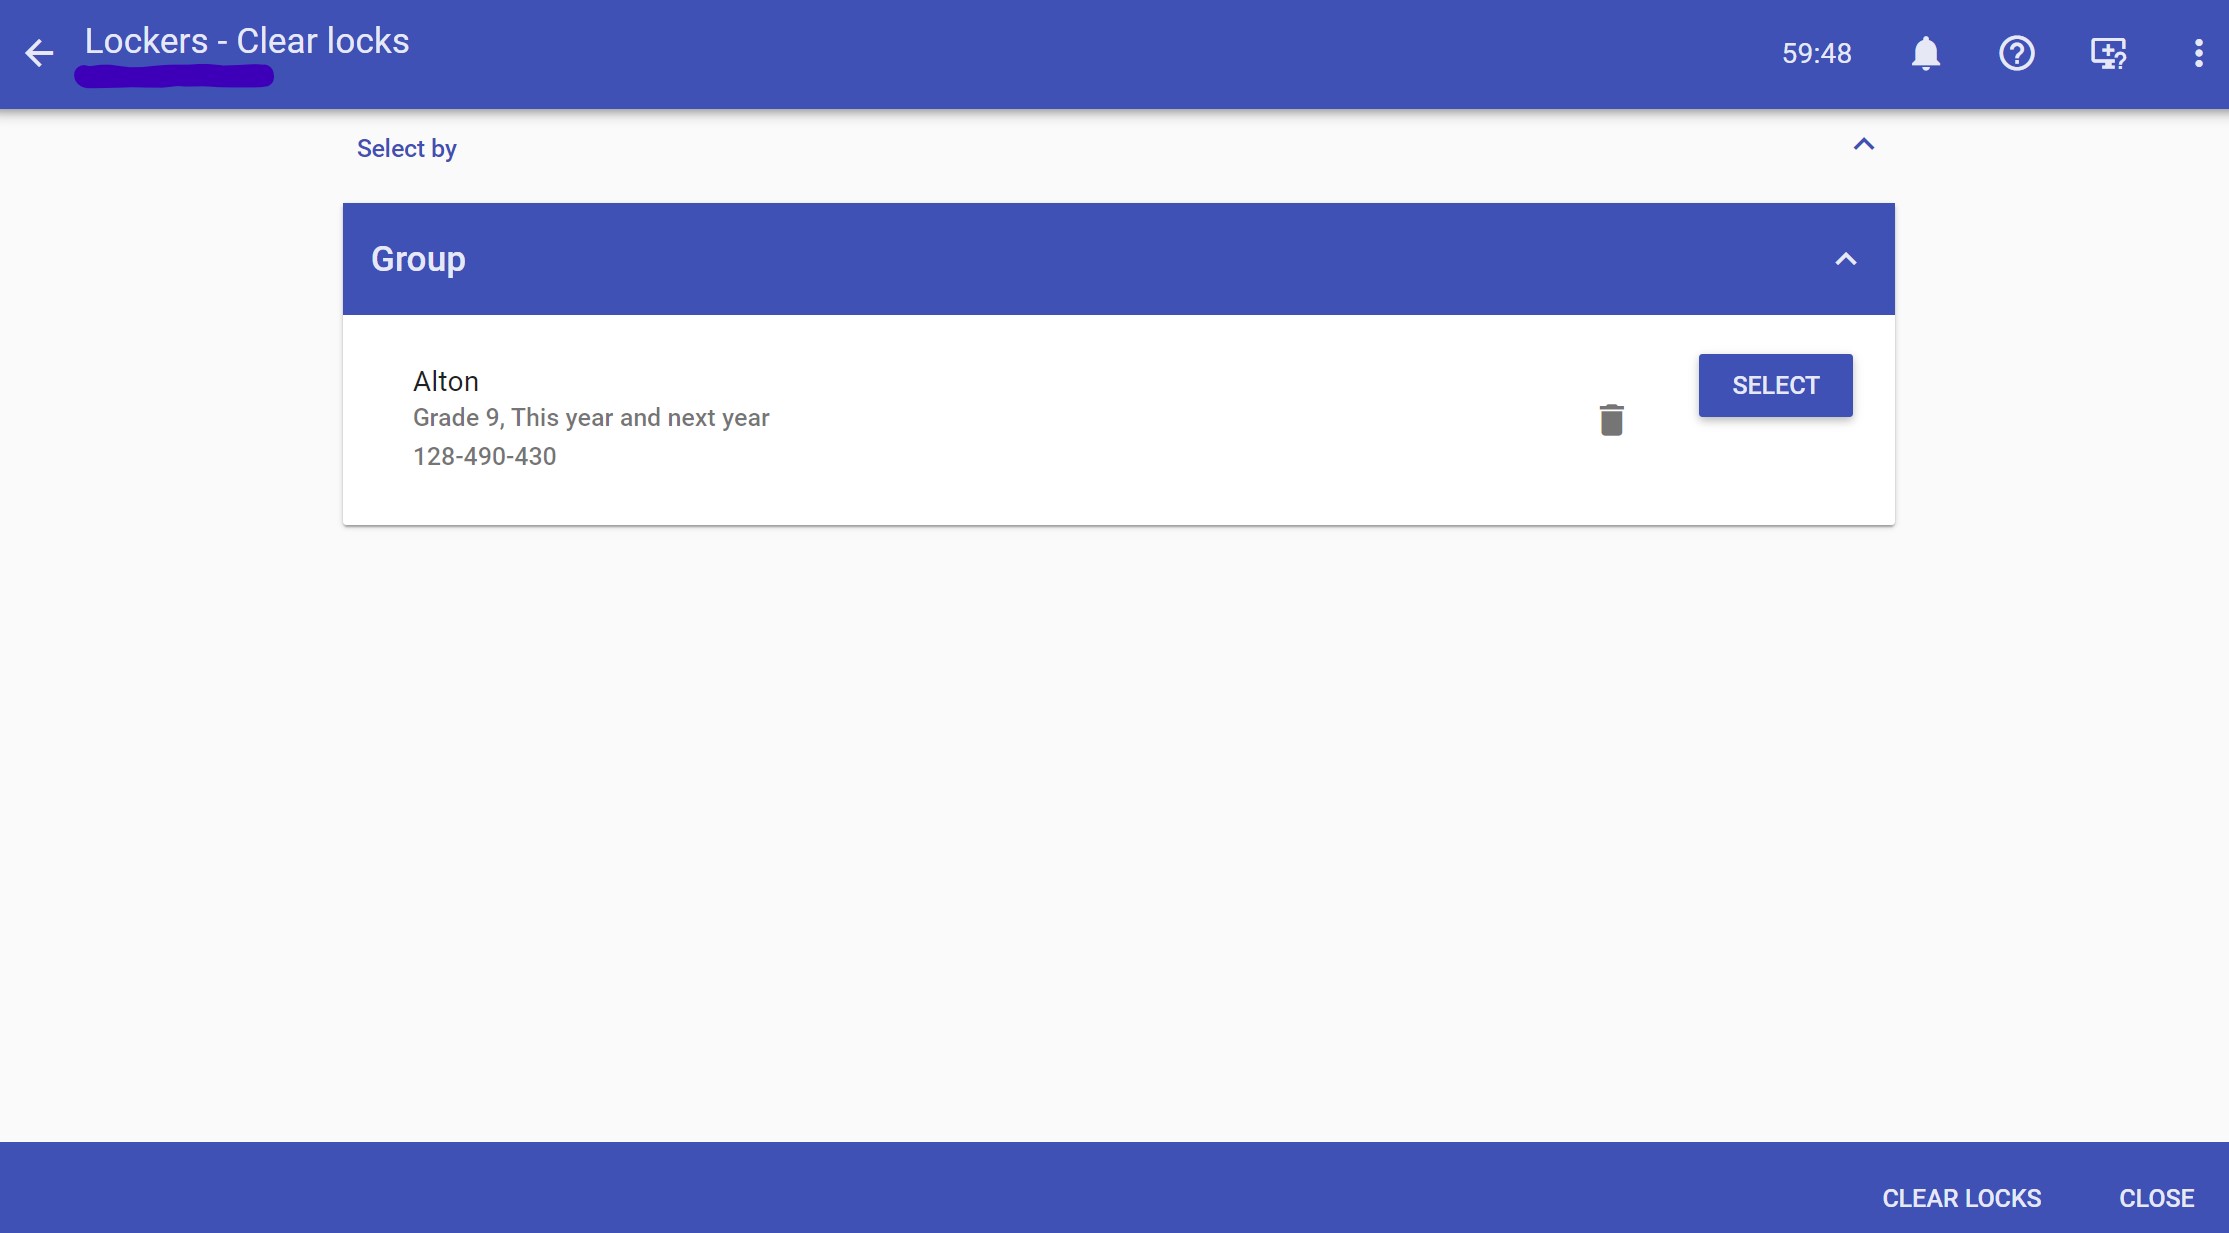 Lockers - Clear locks
59:48
Select by
Group
Alton
Grade 9, This year and next year
128-490-430
SELECT
CLEAR LOCKS
CLOSE